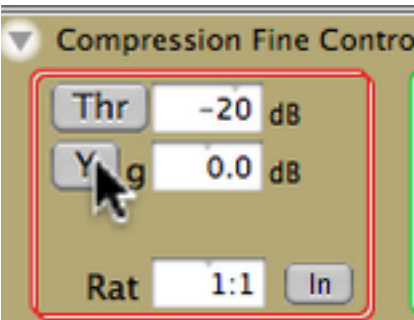 Compression Fine Contro
Thr -20 dB
Y g 0.0 dB
Rat 1:1 In